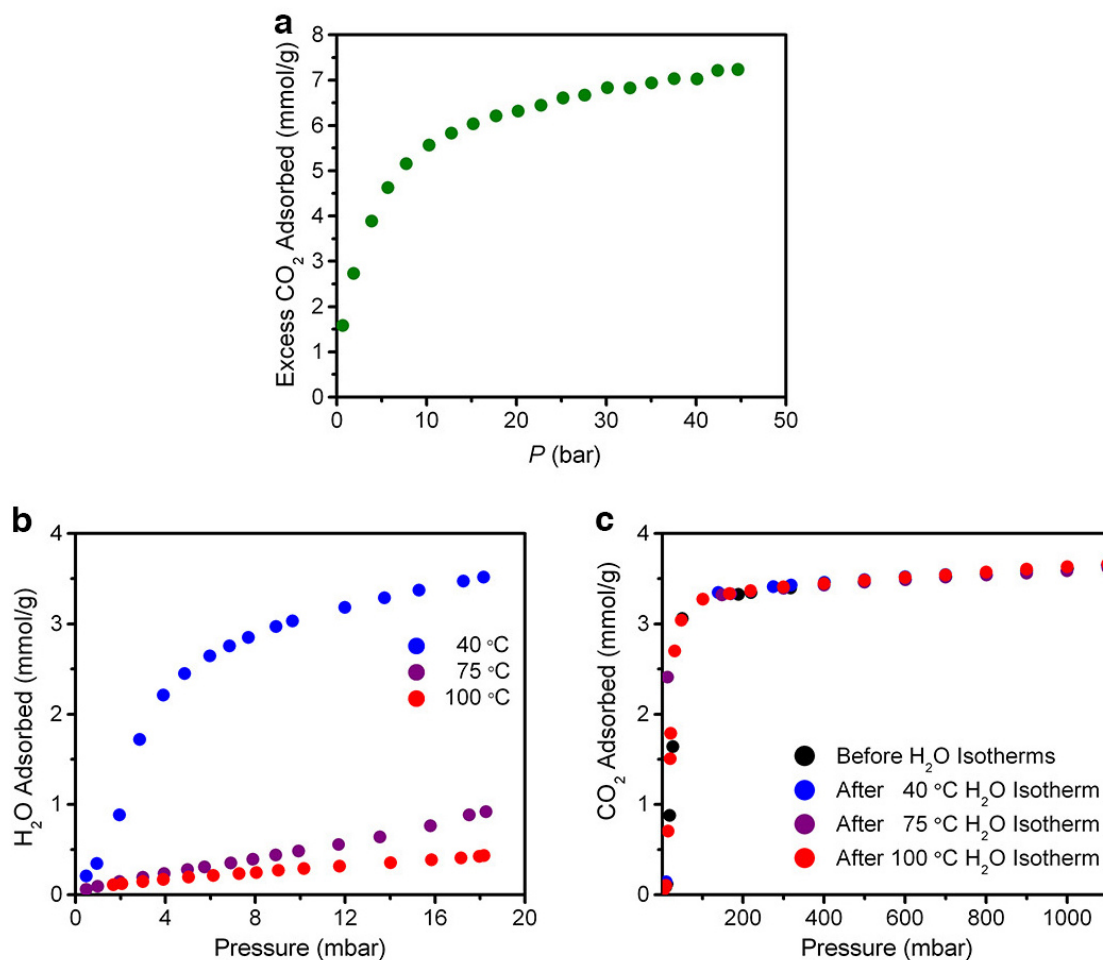 a
Excess CO₂ Adsorbed (mmol/g)
8
7
6
5
4
3
2
1
0
0 10 20 30 40 50
P (bar)
b
H₂O Adsorbed (mmol/g)
4
3
2
1
0
40 °C
75 °C
100 °C
0 4 8 12 16 20
Pressure (mbar)
c
CO₂ Adsorbed (mmol/g)
4
3
2
1
0
Before H₂O Isotherms
After 40 °C H₂O Isotherm
After 75 °C H₂O Isotherm
After 100 °C H₂O Isotherm
200 400 600 800 1000
Pressure (mbar)